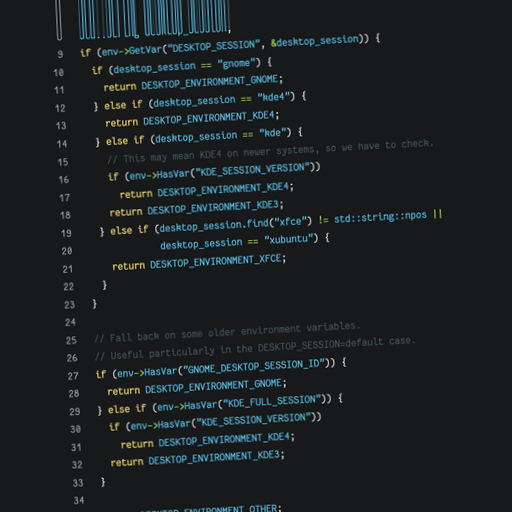 9 if (env->GetVar("DESKTOP_SESSION", &desktop_session)) {
10 if (desktop_session == "gnome") {
11 return DESKTOP_ENVIRONMENT_GNOME;
12 } else if (desktop_session == "kde4") {
13 return DESKTOP_ENVIRONMENT_KDE4;
14 } else if (desktop_session == "kde") {
15 // This may mean KDE4 on newer systems, so we have to check.
16 if (env->HasVar("KDE_SESSION_VERSION"))
17 return DESKTOP_ENVIRONMENT_KDE4;
18 return DESKTOP_ENVIRONMENT_KDE3;
19 } else if (desktop_session.find("xfce") != std::string::npos ||
20 desktop_session == "xubuntu") {
21 return DESKTOP_ENVIRONMENT_XFCE;
22 }
23 }
24
25 // Fall back on some older environment variables.
26 // Useful particularly in the DESKTOP_SESSION=default case.
27 if (env->HasVar("GNOME_DESKTOP_SESSION_ID")) {
28 return DESKTOP_ENVIRONMENT_GNOME;
29 } else if (env->HasVar("KDE_FULL_SESSION")) {
30 if (env->HasVar("KDE_SESSION_VERSION"))
31 return DESKTOP_ENVIRONMENT_KDE4;
32 return DESKTOP_ENVIRONMENT_KDE3;
33 }
34
DESKTOP_ENVIRONMENT_OTHER;